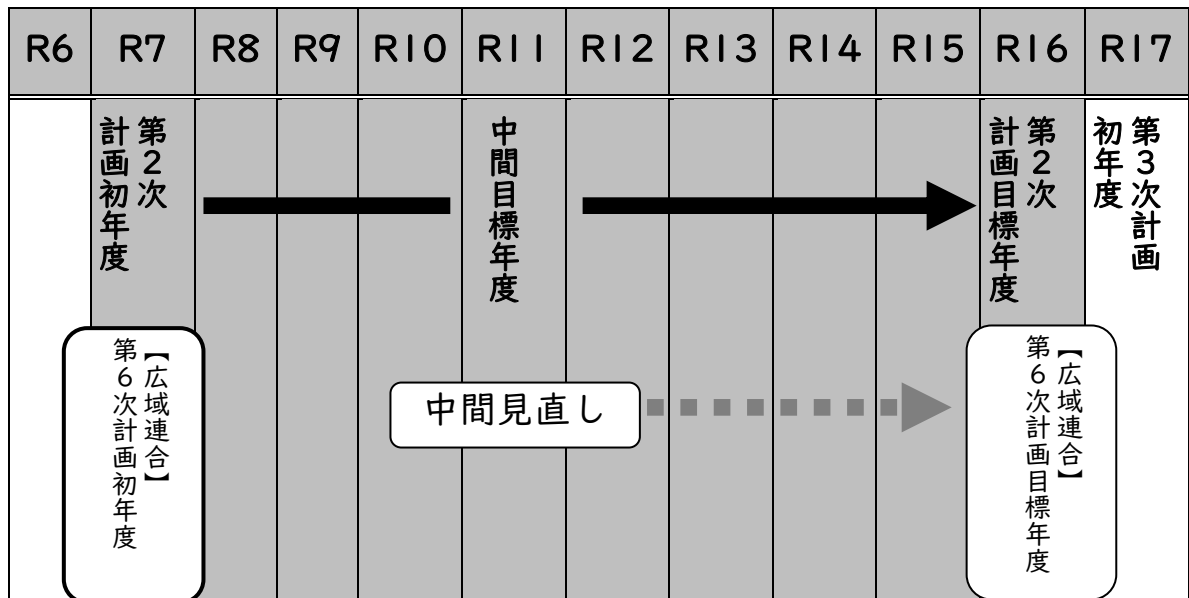 R6 R7 R8 R9 R10 R11 R12 R13 R14 R15 R16 R17
第2次
計画初年度
中間目標年度
第2次
計画目標年度
第3次計画
初年度
【広域連合】
第6次計画初年度
中間見直し
【広域連合】
第6次計画目標年度